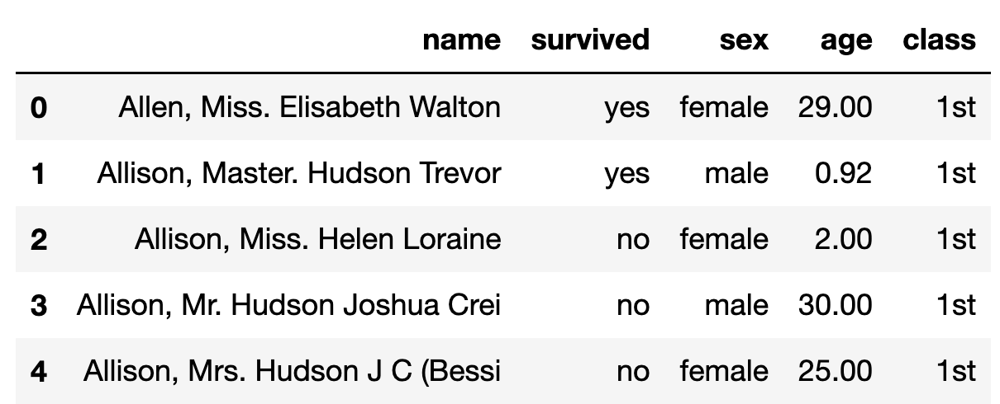 name survived sex age class
0 Allen, Miss. Elisabeth Walton yes female 29.00 1st
1 Allison, Master. Hudson Trevor yes male 0.92 1st
2 Allison, Miss. Helen Loraine no female 2.00 1st
3 Allison, Mr. Hudson Joshua Crei no male 30.00 1st
4 Allison, Mrs. Hudson J C (Bessi no female 25.00 1st